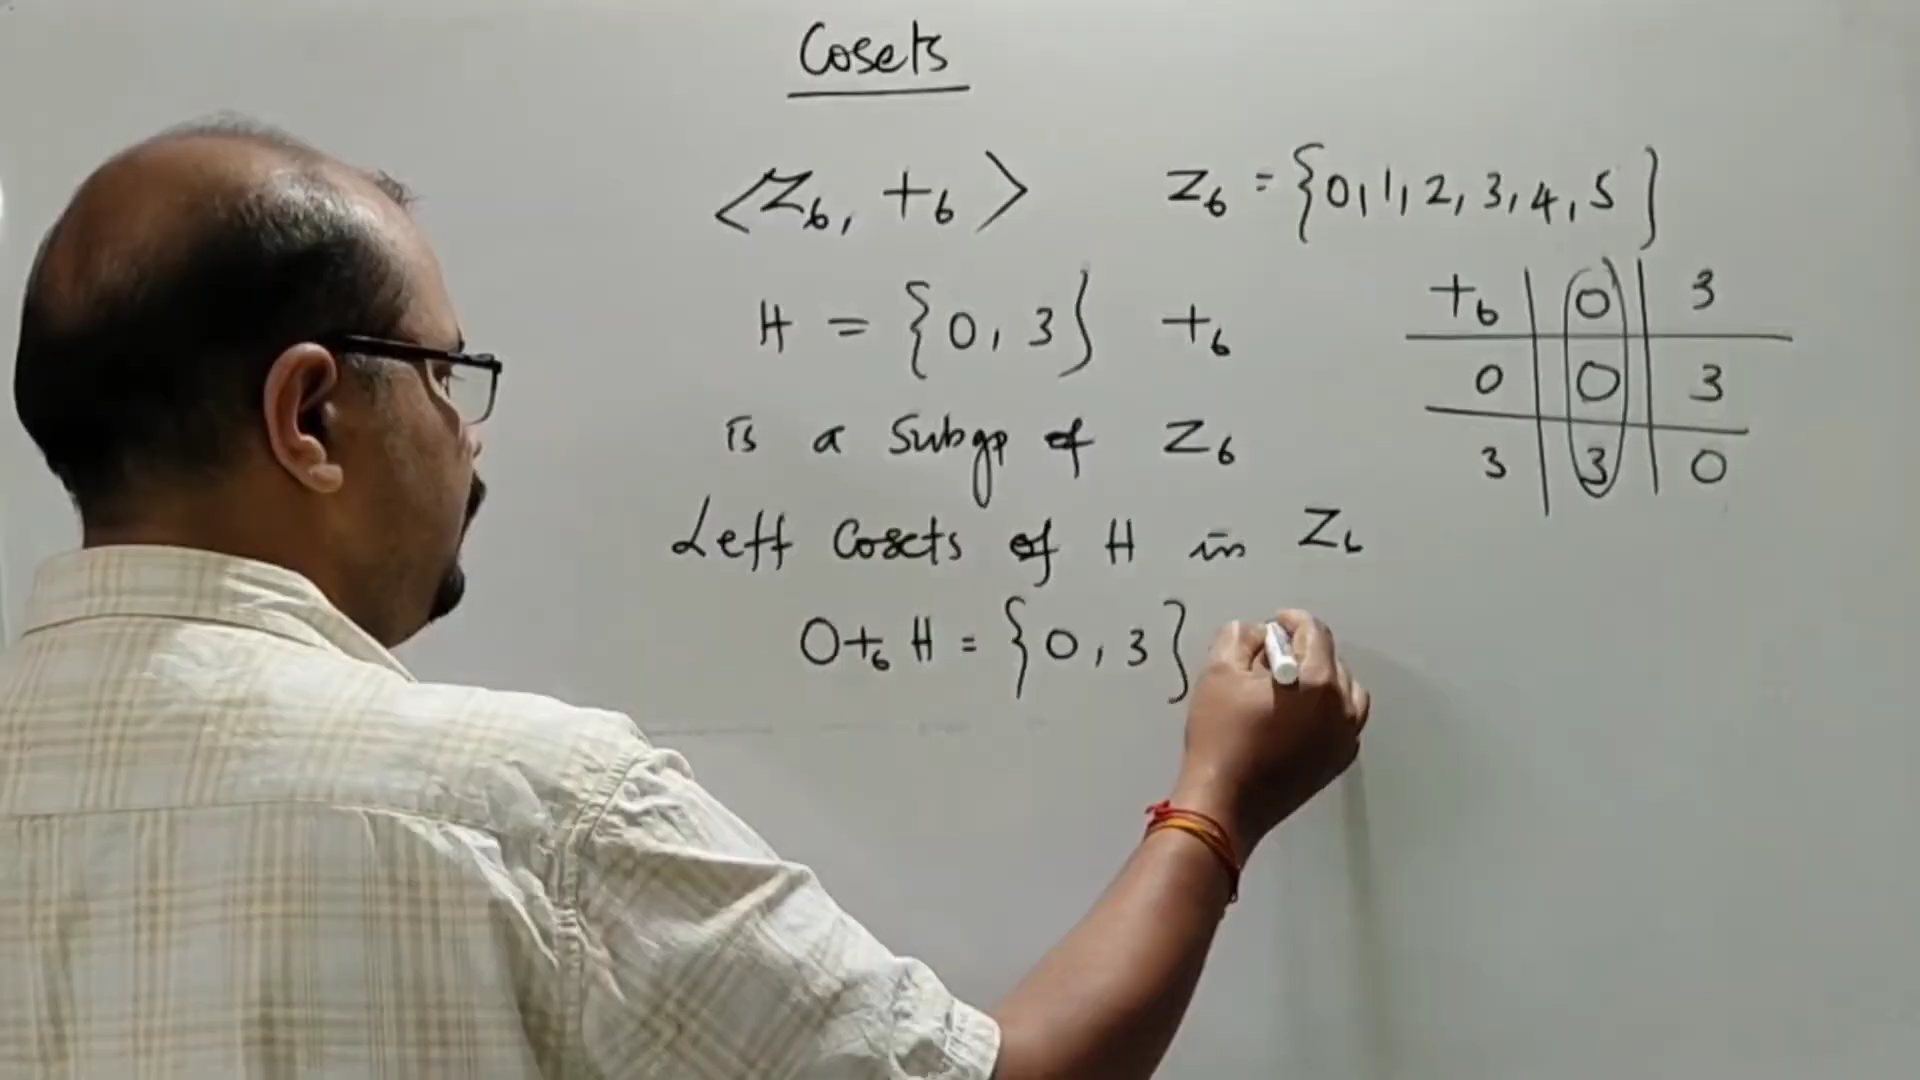 Cosets
<Z₆, +₆> Z₆ = {0, 1, 2, 3, 4, 5}
H = {0, 3} +₆
is a Subgp of Z₆
Left Cosets of H in Z₆
0 +₆ H = {0, 3}
+₆ | 0 | 3
0 | 0 | 3
3 | 3 | 0